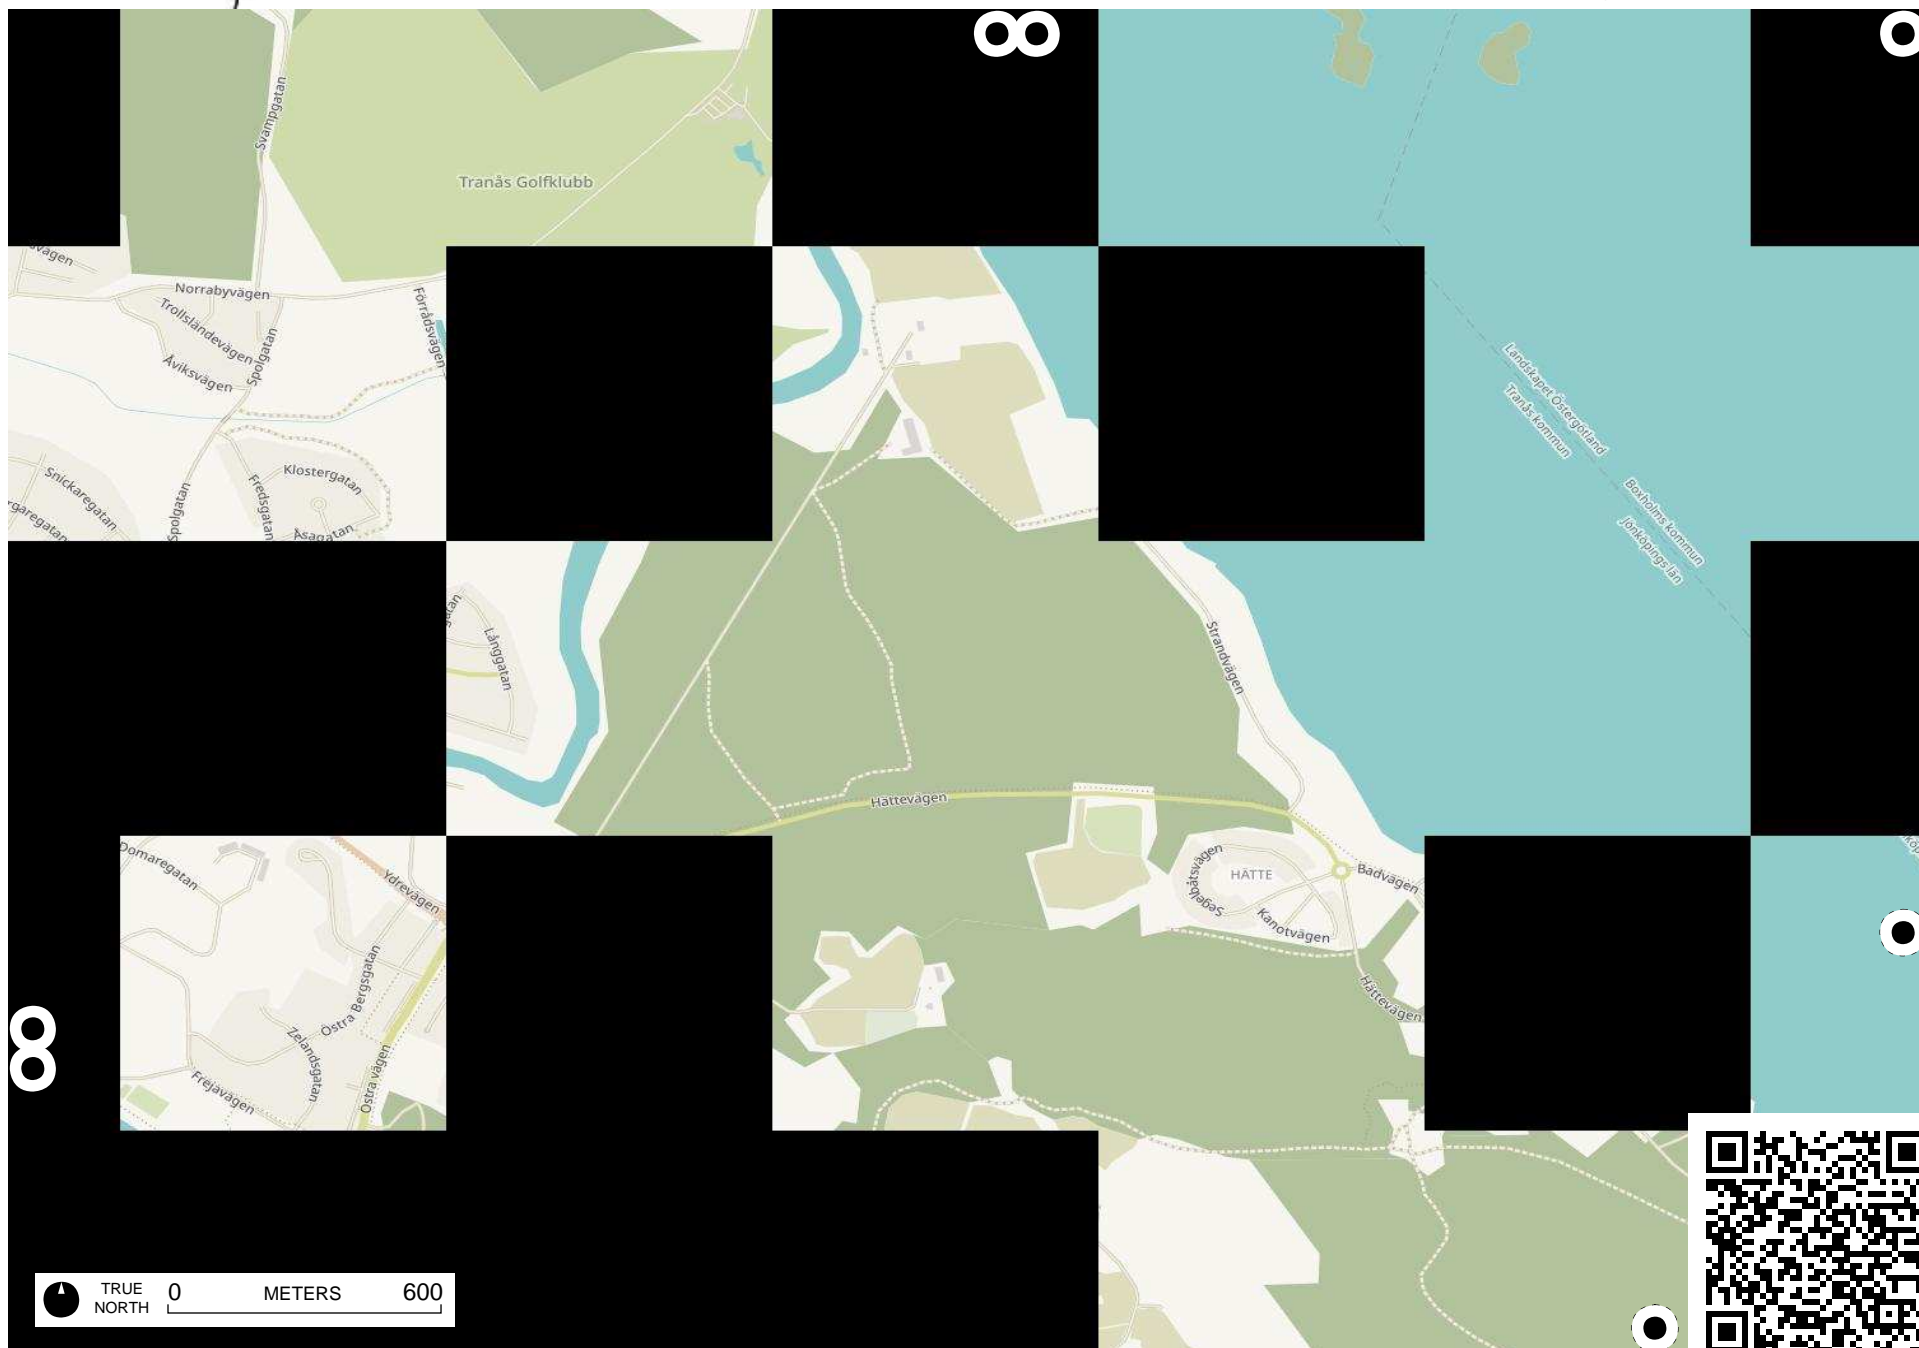 Svampgatan
Tranås Golfklubb
Norrabyvägen
Trollsländevägen
Åviksvägen
Spolgatan
Förrådsvägen
Klostergatan
Fredsgatan
Åsagatan
Spolgatan
Snickaregatan
Långgatan
Strandvägen
Hättevägen
Landskapet Östergötland
Tranås kommun
Boxholms kommun
Jönköpings län
Domaregatan
Ydrevägen
Östra Bergsgatan
Zelandsgatan
Frejavägen
Östra vägen
Segelbåtsvägen
HÄTTE
Badvägen
Kanotvägen
Hättevägen
TRUE
NORTH
0 METERS 600